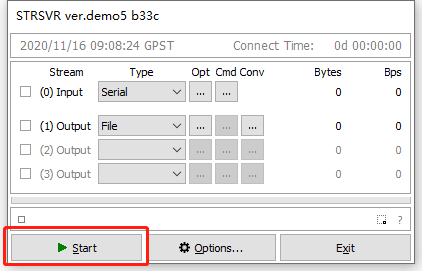 STRSVR ver.demo5 b33c
2020/11/16 09:08:24 GPST Connect Time: 0d 00:00:00
Stream Type Opt Cmd Conv Bytes Bps
(0) Input Serial ... ... 0 0
(1) Output File ... ... ... 0 0
(2) Output ... ... ... 0 0
(3) Output ... ... ... 0 0
?
Start Options... Exit